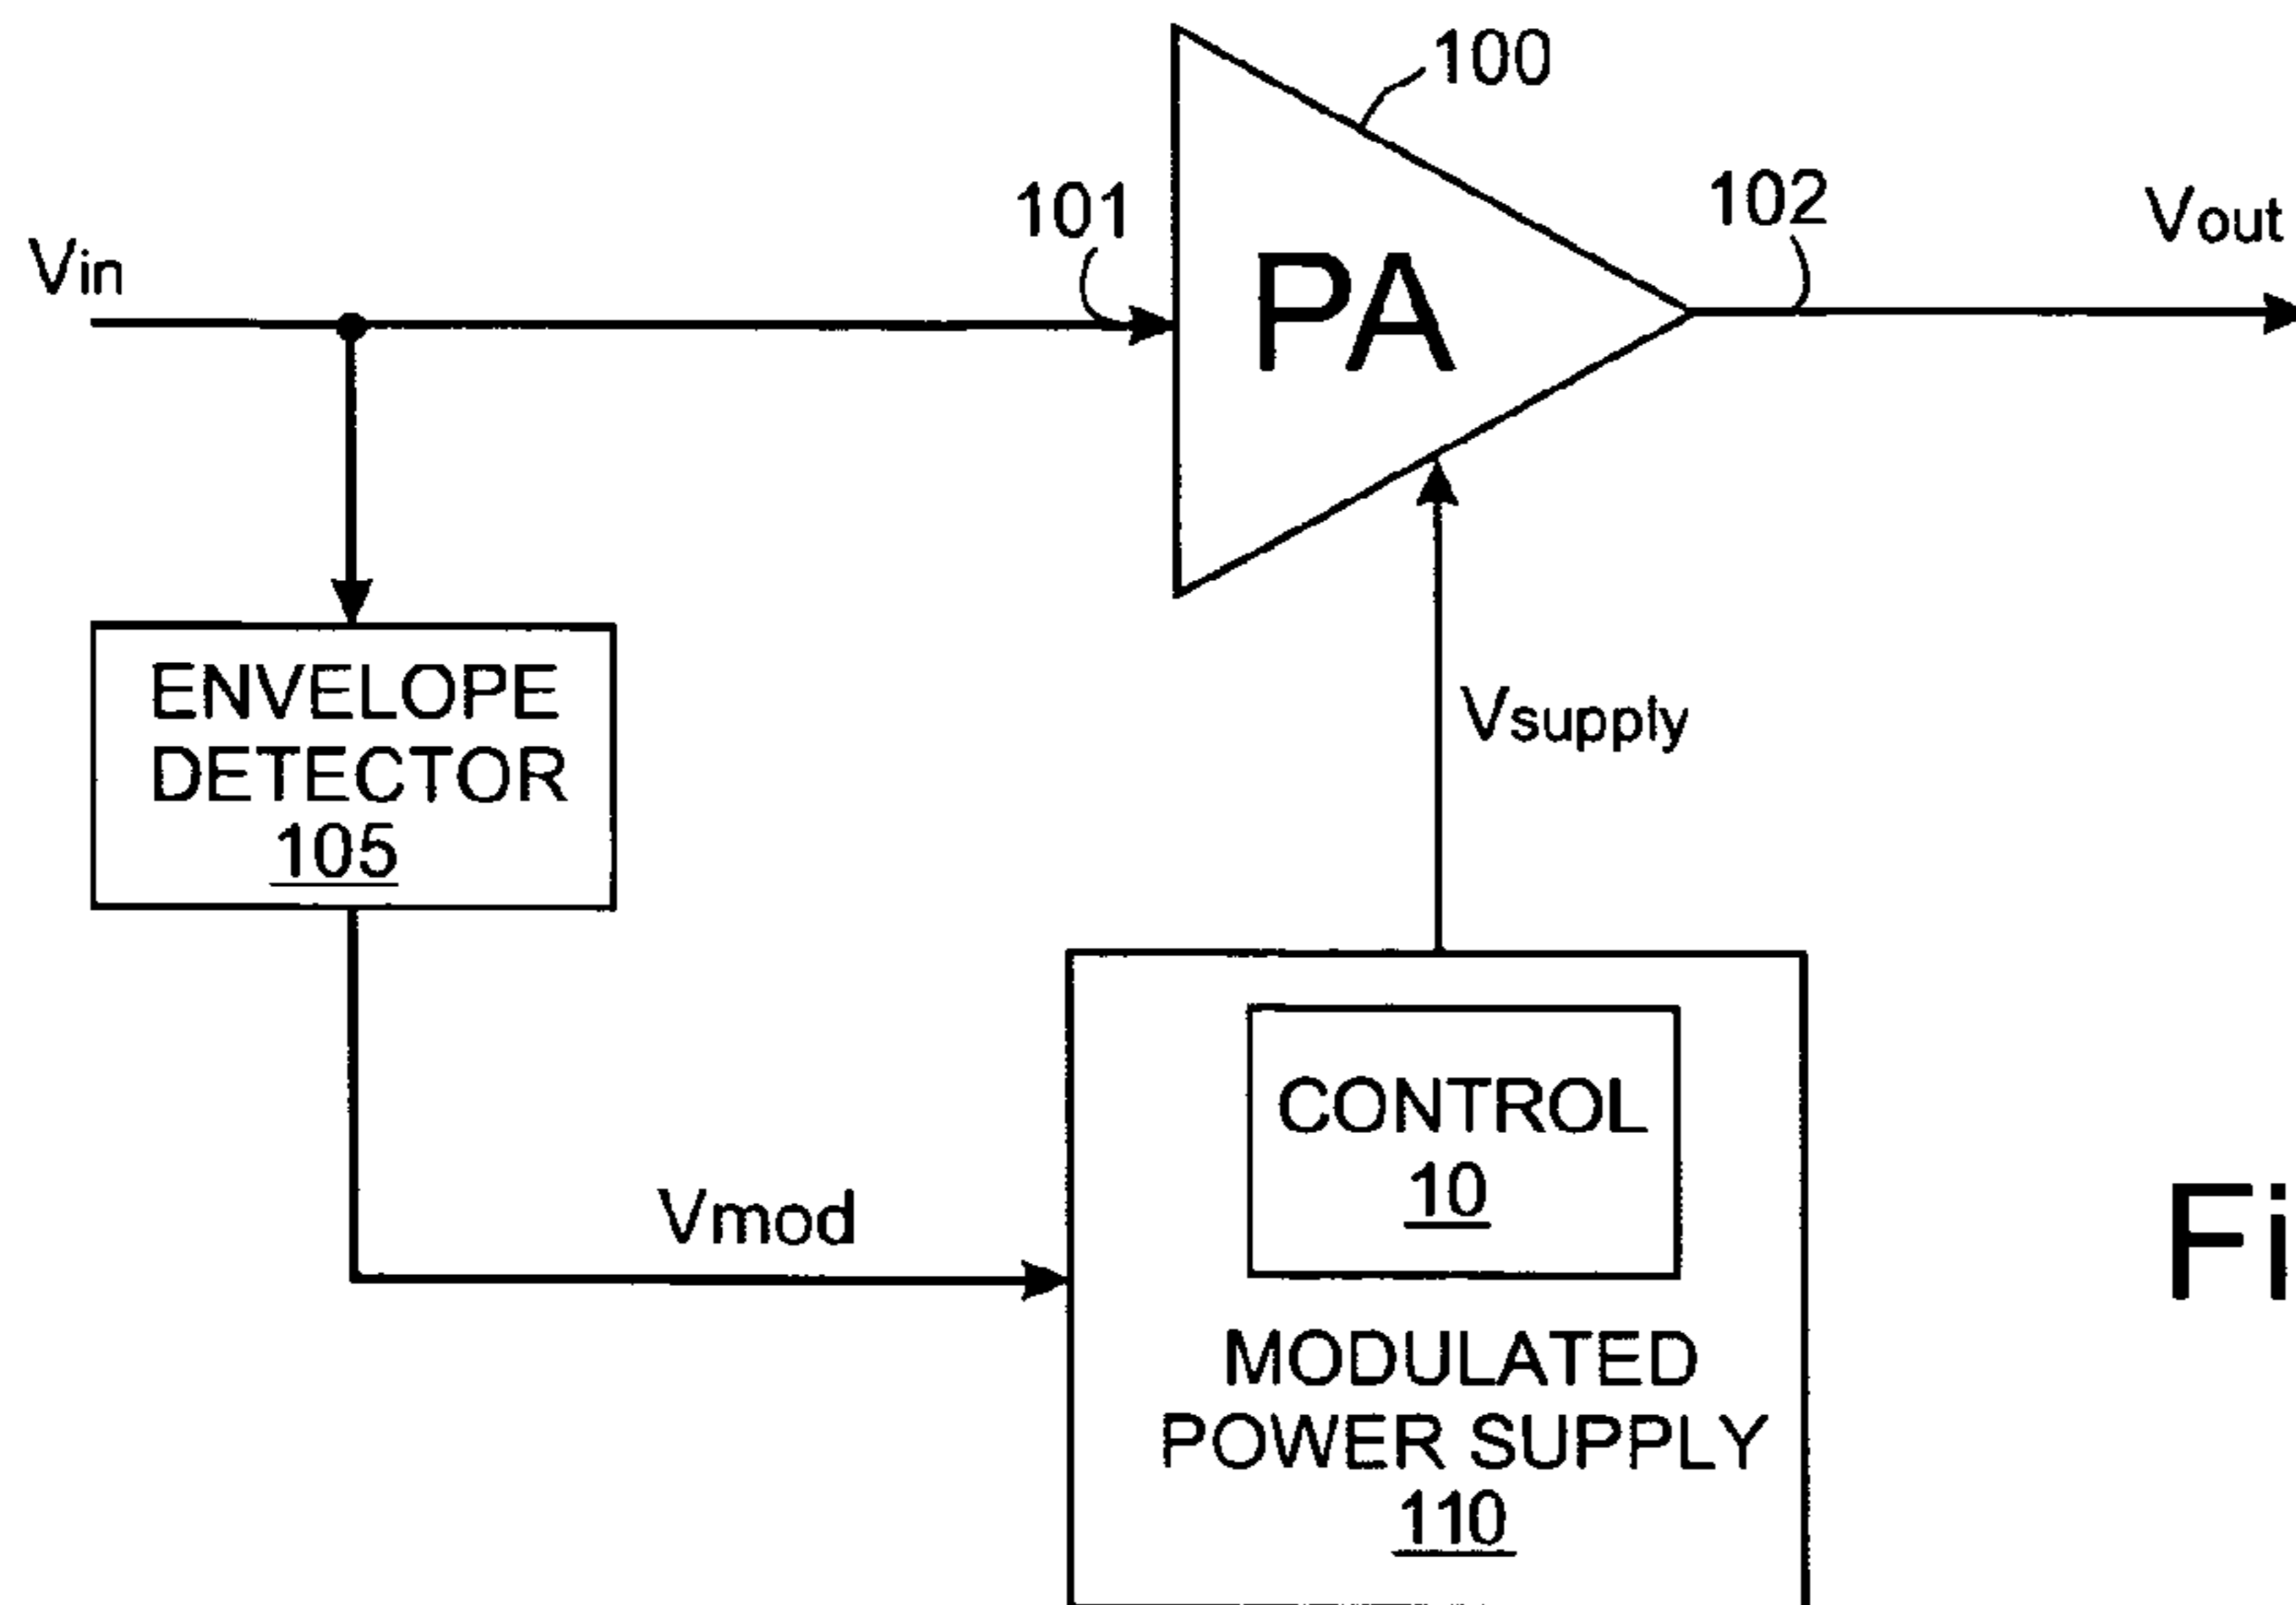 100
101
102
Vin
Vout
PA
ENVELOPE
DETECTOR
105
Vsupply
Vmod
CONTROL
10
MODULATED
POWER SUPPLY
110